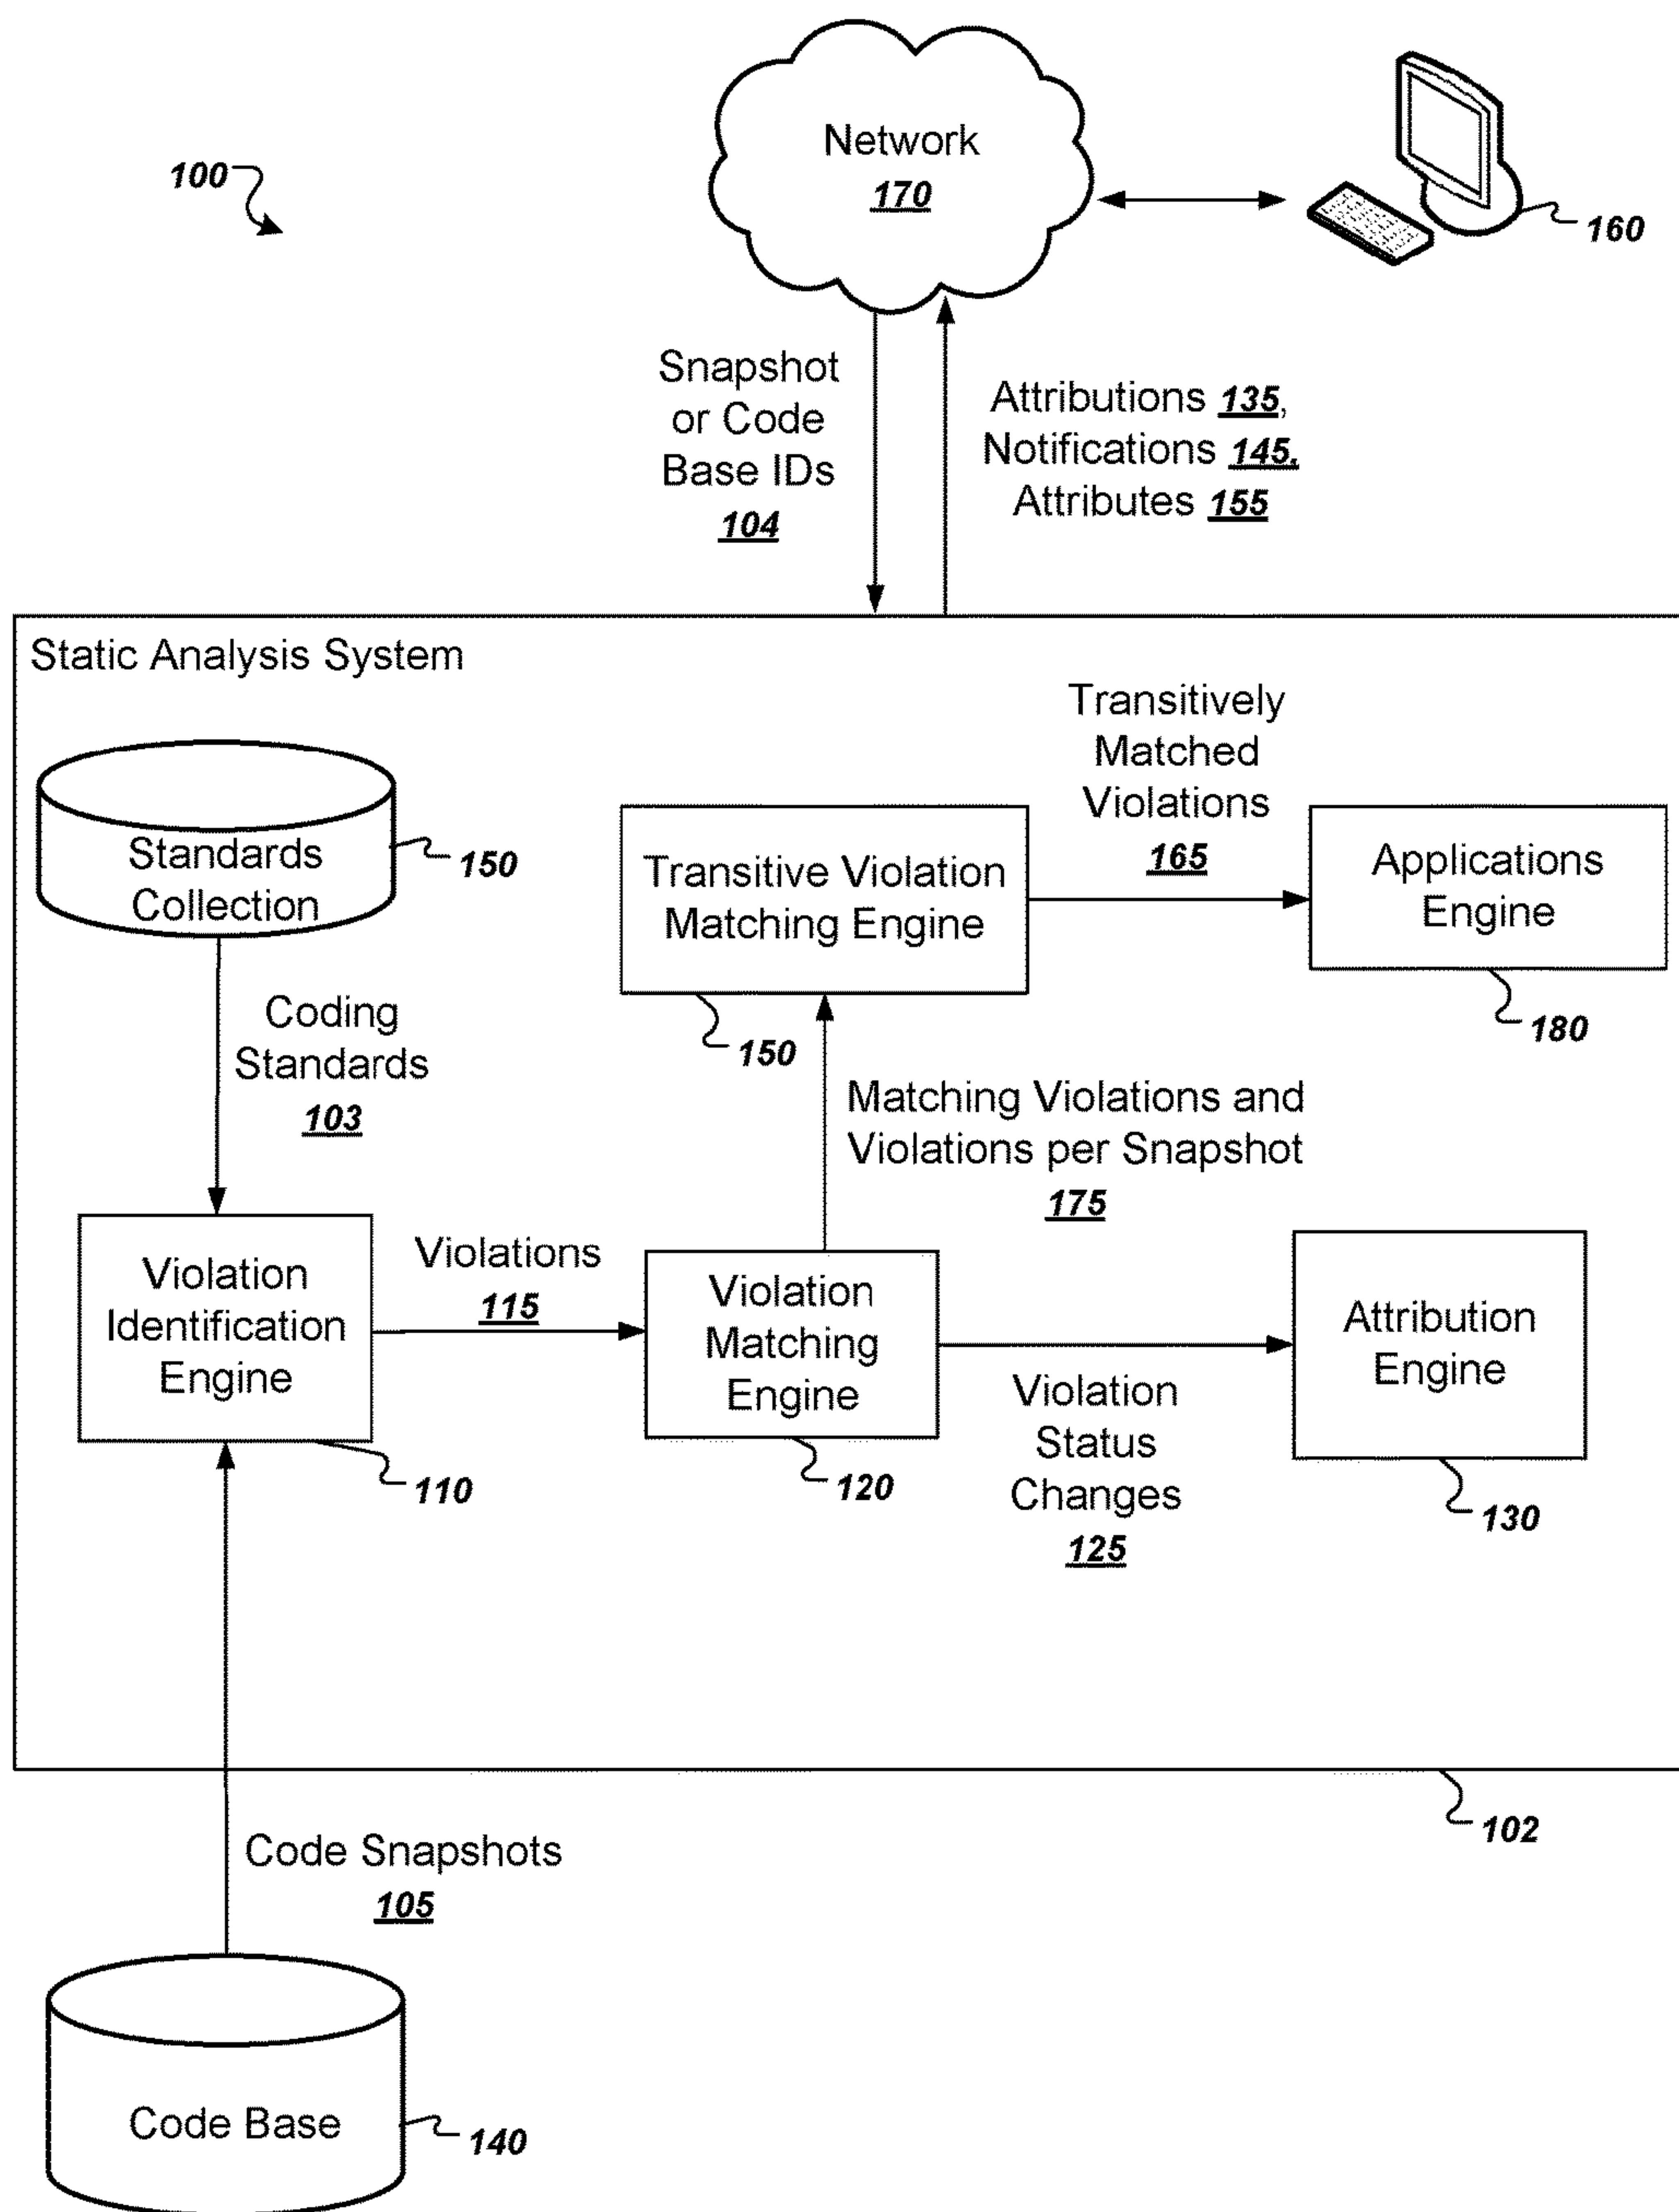 Network
170
100
160
Snapshot
or Code
Base IDs
104
Attributions 135,
Notifications 145,
Attributes 155
Static Analysis System
Transitively
Matched
Violations
165
Standards
Collection
150
Transitive Violation
Matching Engine
150
Applications
Engine
180
Coding
Standards
103
Matching Violations and
Violations per Snapshot
175
Violation
Identification
Engine
110
Violations
115
Violation
Matching
Engine
120
Violation
Status
Changes
125
Attribution
Engine
130
102
Code Snapshots
105
Code Base
140